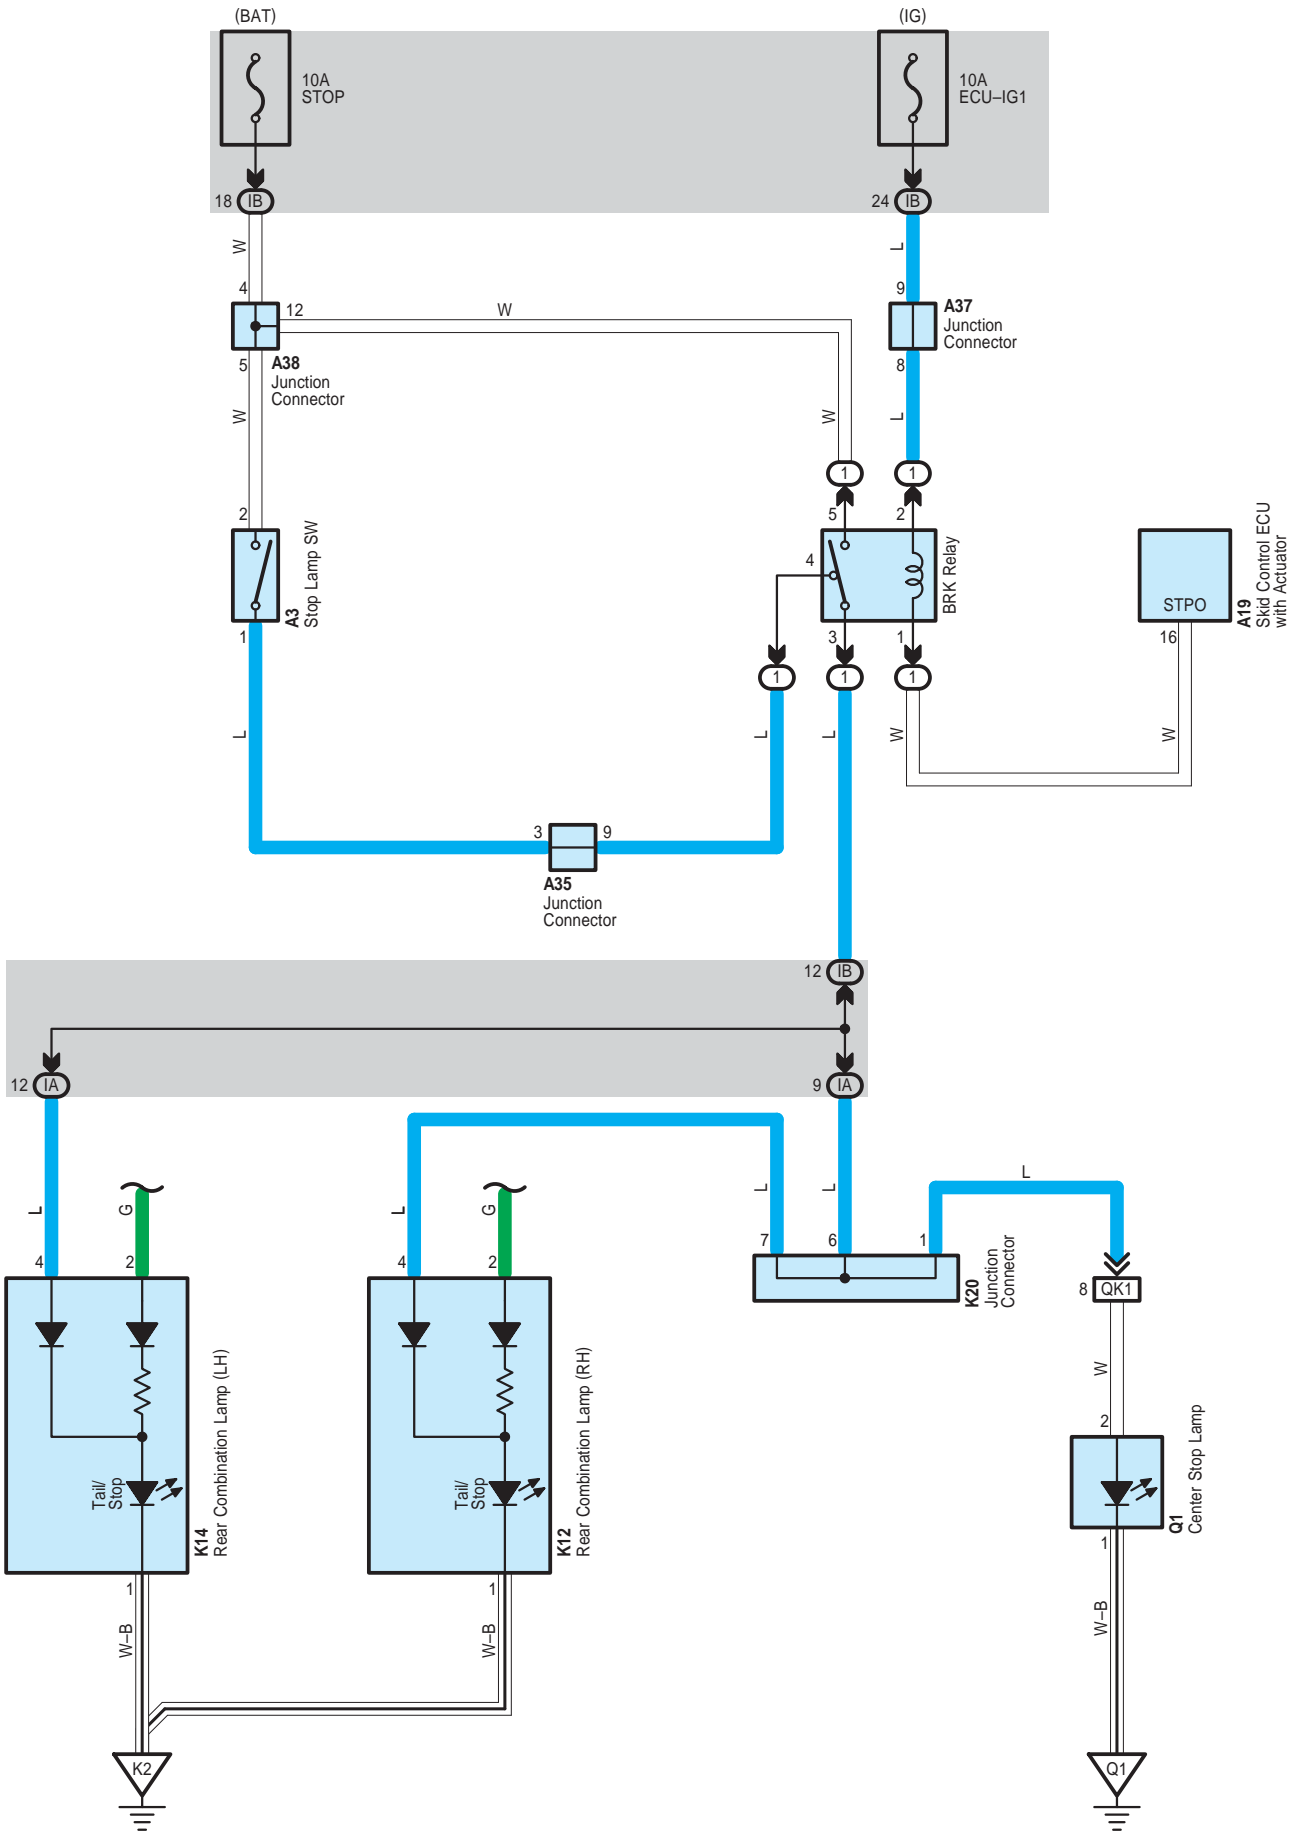 (BAT)
(IG)
10A
STOP
10A
ECU–IG1
18 IB
24 IB
W
L
4
9
12
W
A37
Junction
Connector
5
A38
Junction
Connector
8
W
W
L
1
1
2
5
2
A3
Stop Lamp SW
4
BRK Relay
STPO
A19
Skid Control ECU
with Actuator
1
3
1
16
1
1
1
L
L
L
W
W
3
9
A35
Junction
Connector
12 IB
12 IA
9 IA
L
L
G
L
G
L
L
4
2
4
2
7
6
1
K20
Junction
Connector
8 QK1
W
2
Tail/
Stop
K14
Rear Combination Lamp (LH)
Tail/
Stop
K12
Rear Combination Lamp (RH)
Q1
Center Stop Lamp
1
1
1
W–B
W–B
W–B
K2
Q1